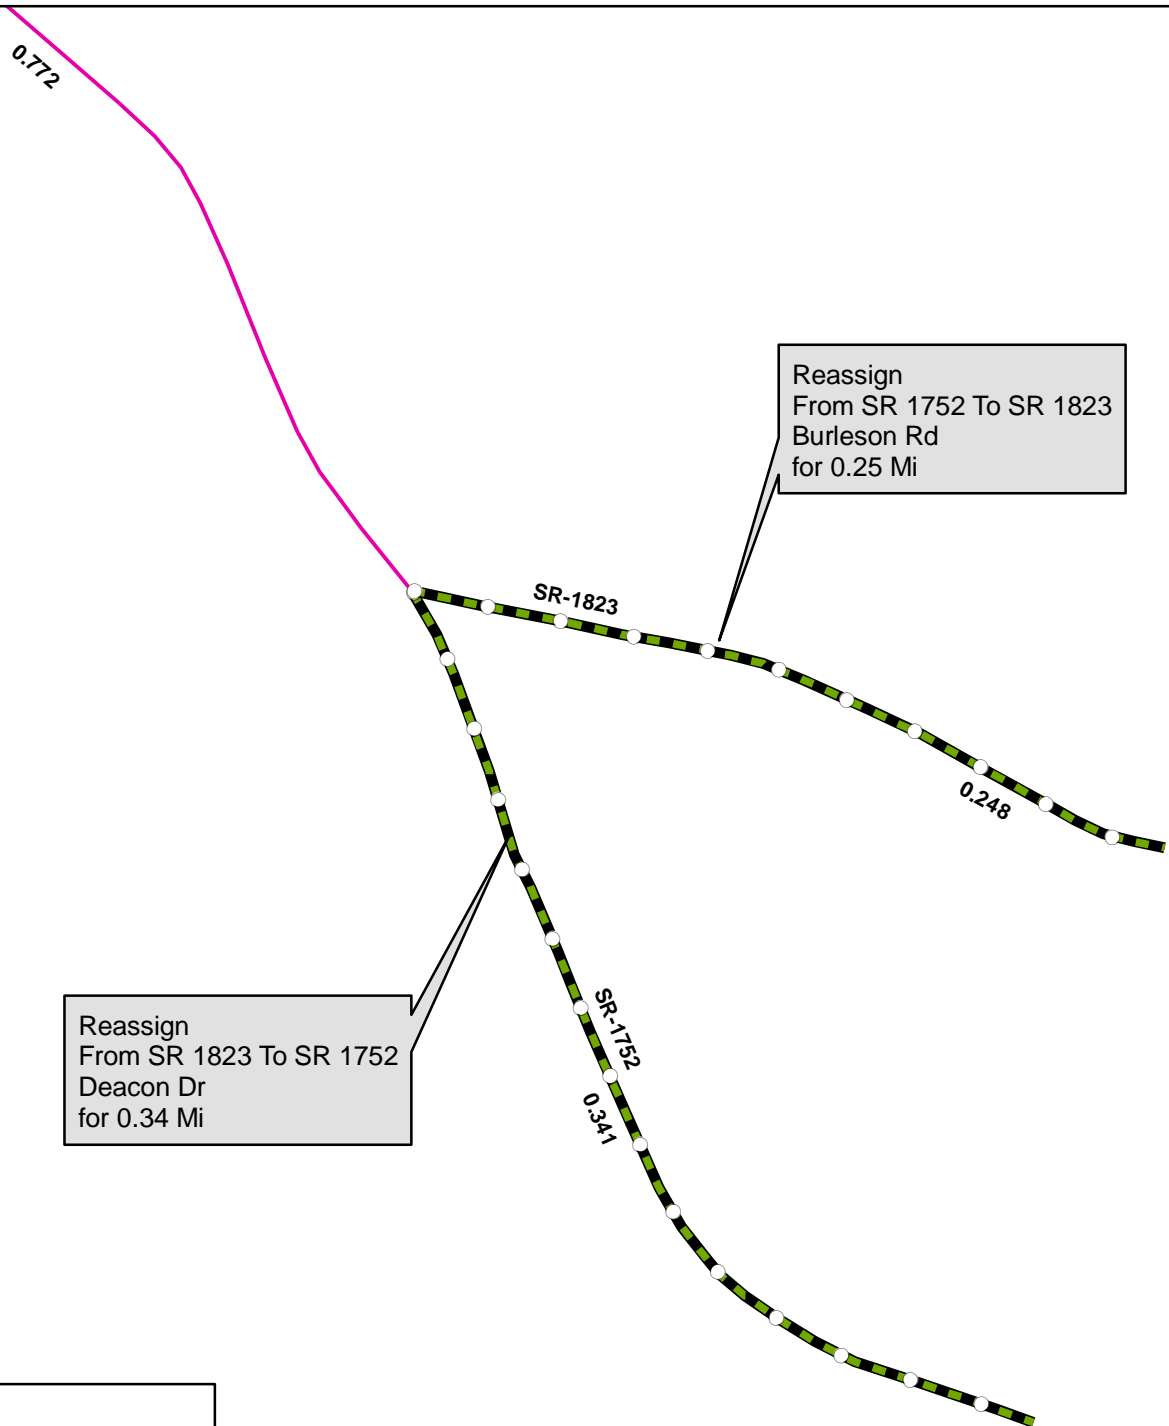 0.772
Reassign
From SR 1752 To SR 1823
Burleson Rd
for 0.25 Mi
SR-1823
0.248
Reassign
From SR 1823 To SR 1752
Deacon Dr
for 0.34 Mi
SR-1752
0.341